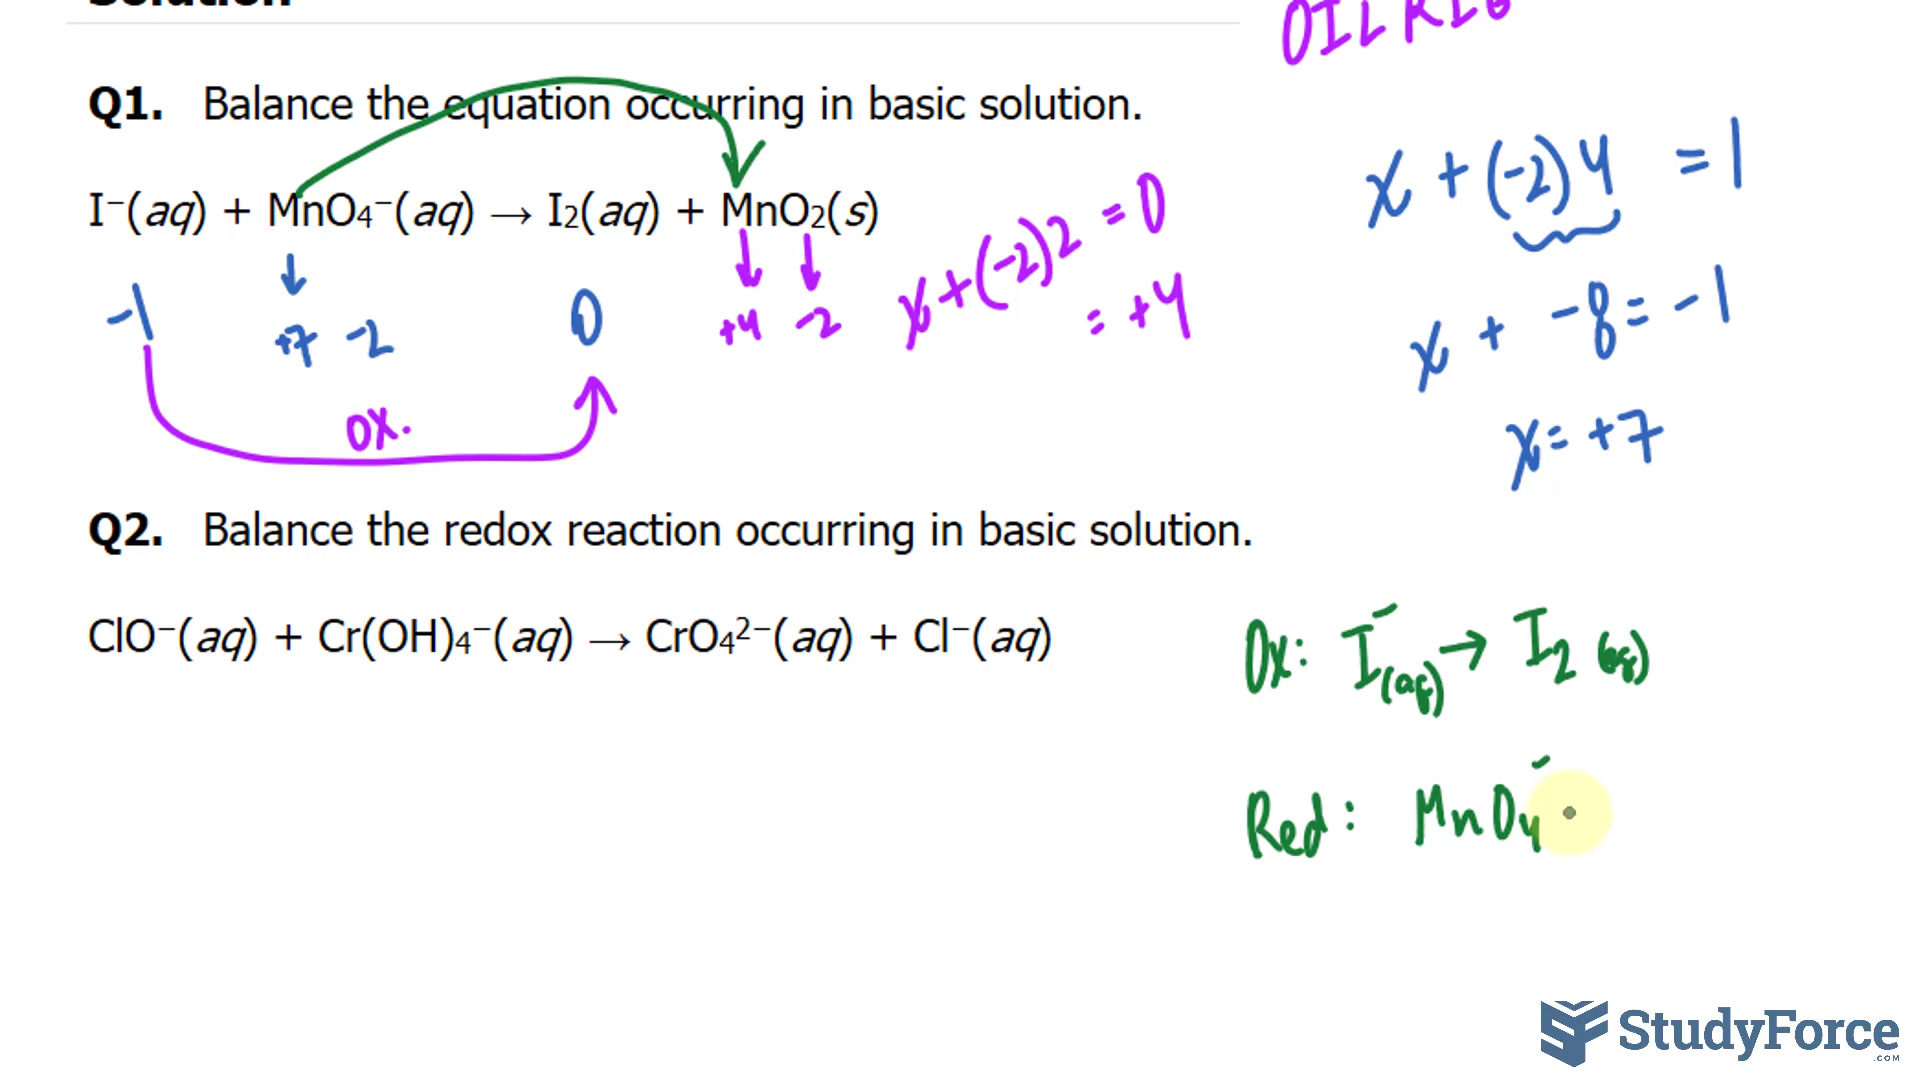 Solution
OILRIG
Q1. Balance the equation occurring in basic solution.
I⁻(aq) + MnO₄⁻(aq) → I₂(aq) + MnO₂(s)
-1
+7 -2
0
+4 -2
OX.
x+(-2)2 = 0
= +4
x + (-2)4 = 1
x + -8 = -1
x = +7
Q2. Balance the redox reaction occurring in basic solution.
ClO⁻(aq) + Cr(OH)₄⁻(aq) → CrO₄²⁻(aq) + Cl⁻(aq)
Ox: I⁻(aq) → I₂(aq)
Red: MnO₄⁻
StudyForce
.COM